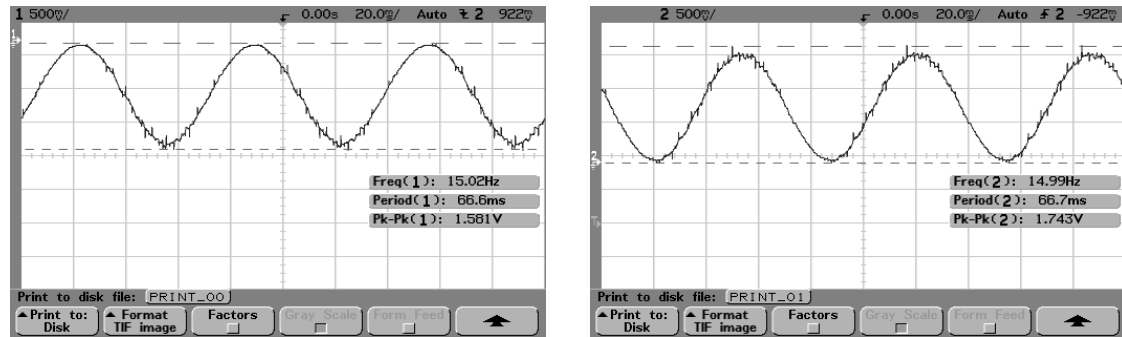 1 500mV/ 0.00s 20.0ms/ Auto 2 922mV
1
Freq(1): 15.02Hz
Period(1): 66.6ms
Pk-Pk(1): 1.581V
Print to disk file: PRINT_00
Print to: Disk
Format TIF image
Factors
Gray Scale
Form Feed
2 500mV/ 0.00s 20.0ms/ Auto 2 -922mV
2
T
Freq(2): 14.99Hz
Period(2): 66.7ms
Pk-Pk(2): 1.743V
Print to disk file: PRINT_01
Print to: Disk
Format TIF image
Factors
Gray Scale
Form Feed